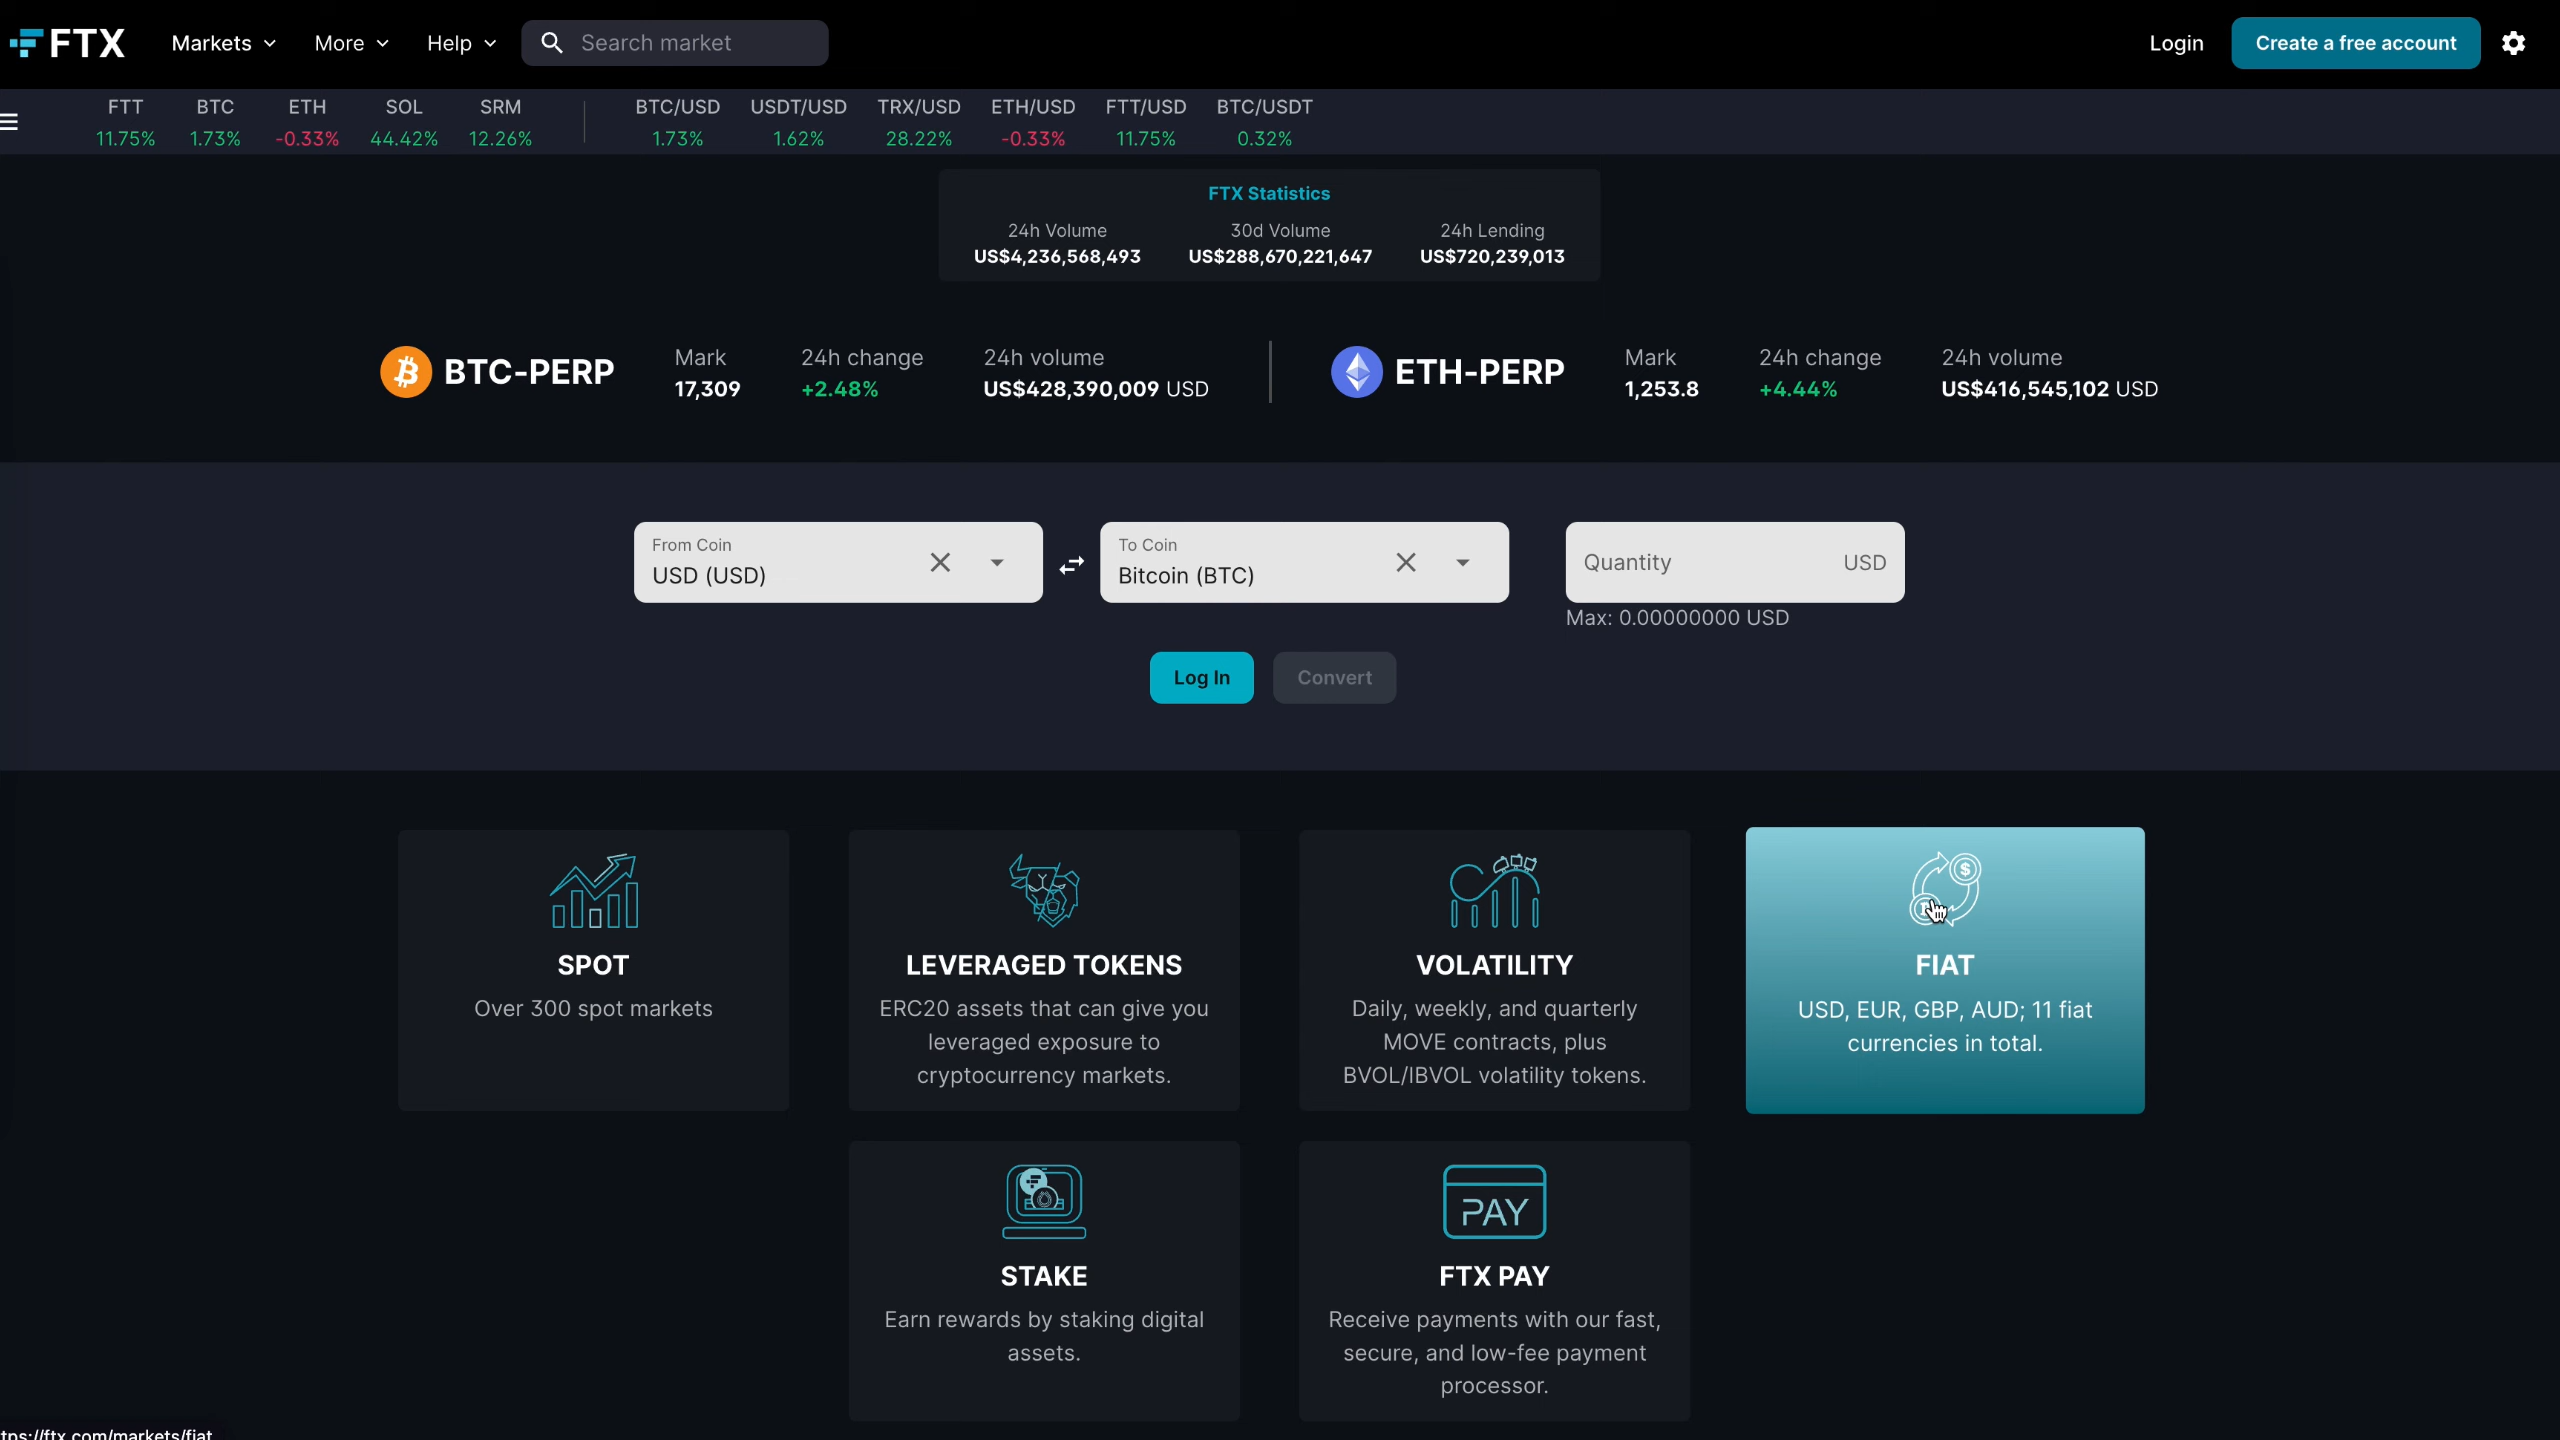 FTX
Markets More Help Search market Login Create a free account
FTT BTC ETH SOL SRM BTC/USD USDT/USD TRX/USD ETH/USD FTT/USD BTC/USDT
11.75% 1.73% -0.33% 44.42% 12.26% 1.73% 1.62% 28.22% -0.33% 11.75% 0.32%
FTX Statistics
24h Volume 30d Volume 24h Lending
US$4,236,568,493 US$288,670,221,647 US$720,239,013
BTC-PERP
Mark 24h change 24h volume
17,309 +2.48% US$428,390,009 USD
ETH-PERP
Mark 24h change 24h volume
1,253.8 +4.44% US$416,545,102 USD
From Coin
USD (USD)
To Coin
Bitcoin (BTC)
Quantity USD
Max: 0.00000000 USD
Log In Convert
SPOT
Over 300 spot markets
LEVERAGED TOKENS
ERC20 assets that can give you
leveraged exposure to
cryptocurrency markets.
VOLATILITY
Daily, weekly, and quarterly
MOVE contracts, plus
BVOL/IBVOL volatility tokens.
$
FIAT
USD, EUR, GBP, AUD; 11 fiat
currencies in total.
STAKE
Earn rewards by staking digital
assets.
PAY
FTX PAY
Receive payments with our fast,
secure, and low-fee payment
processor.
tps://ftx.com/markets/fiat